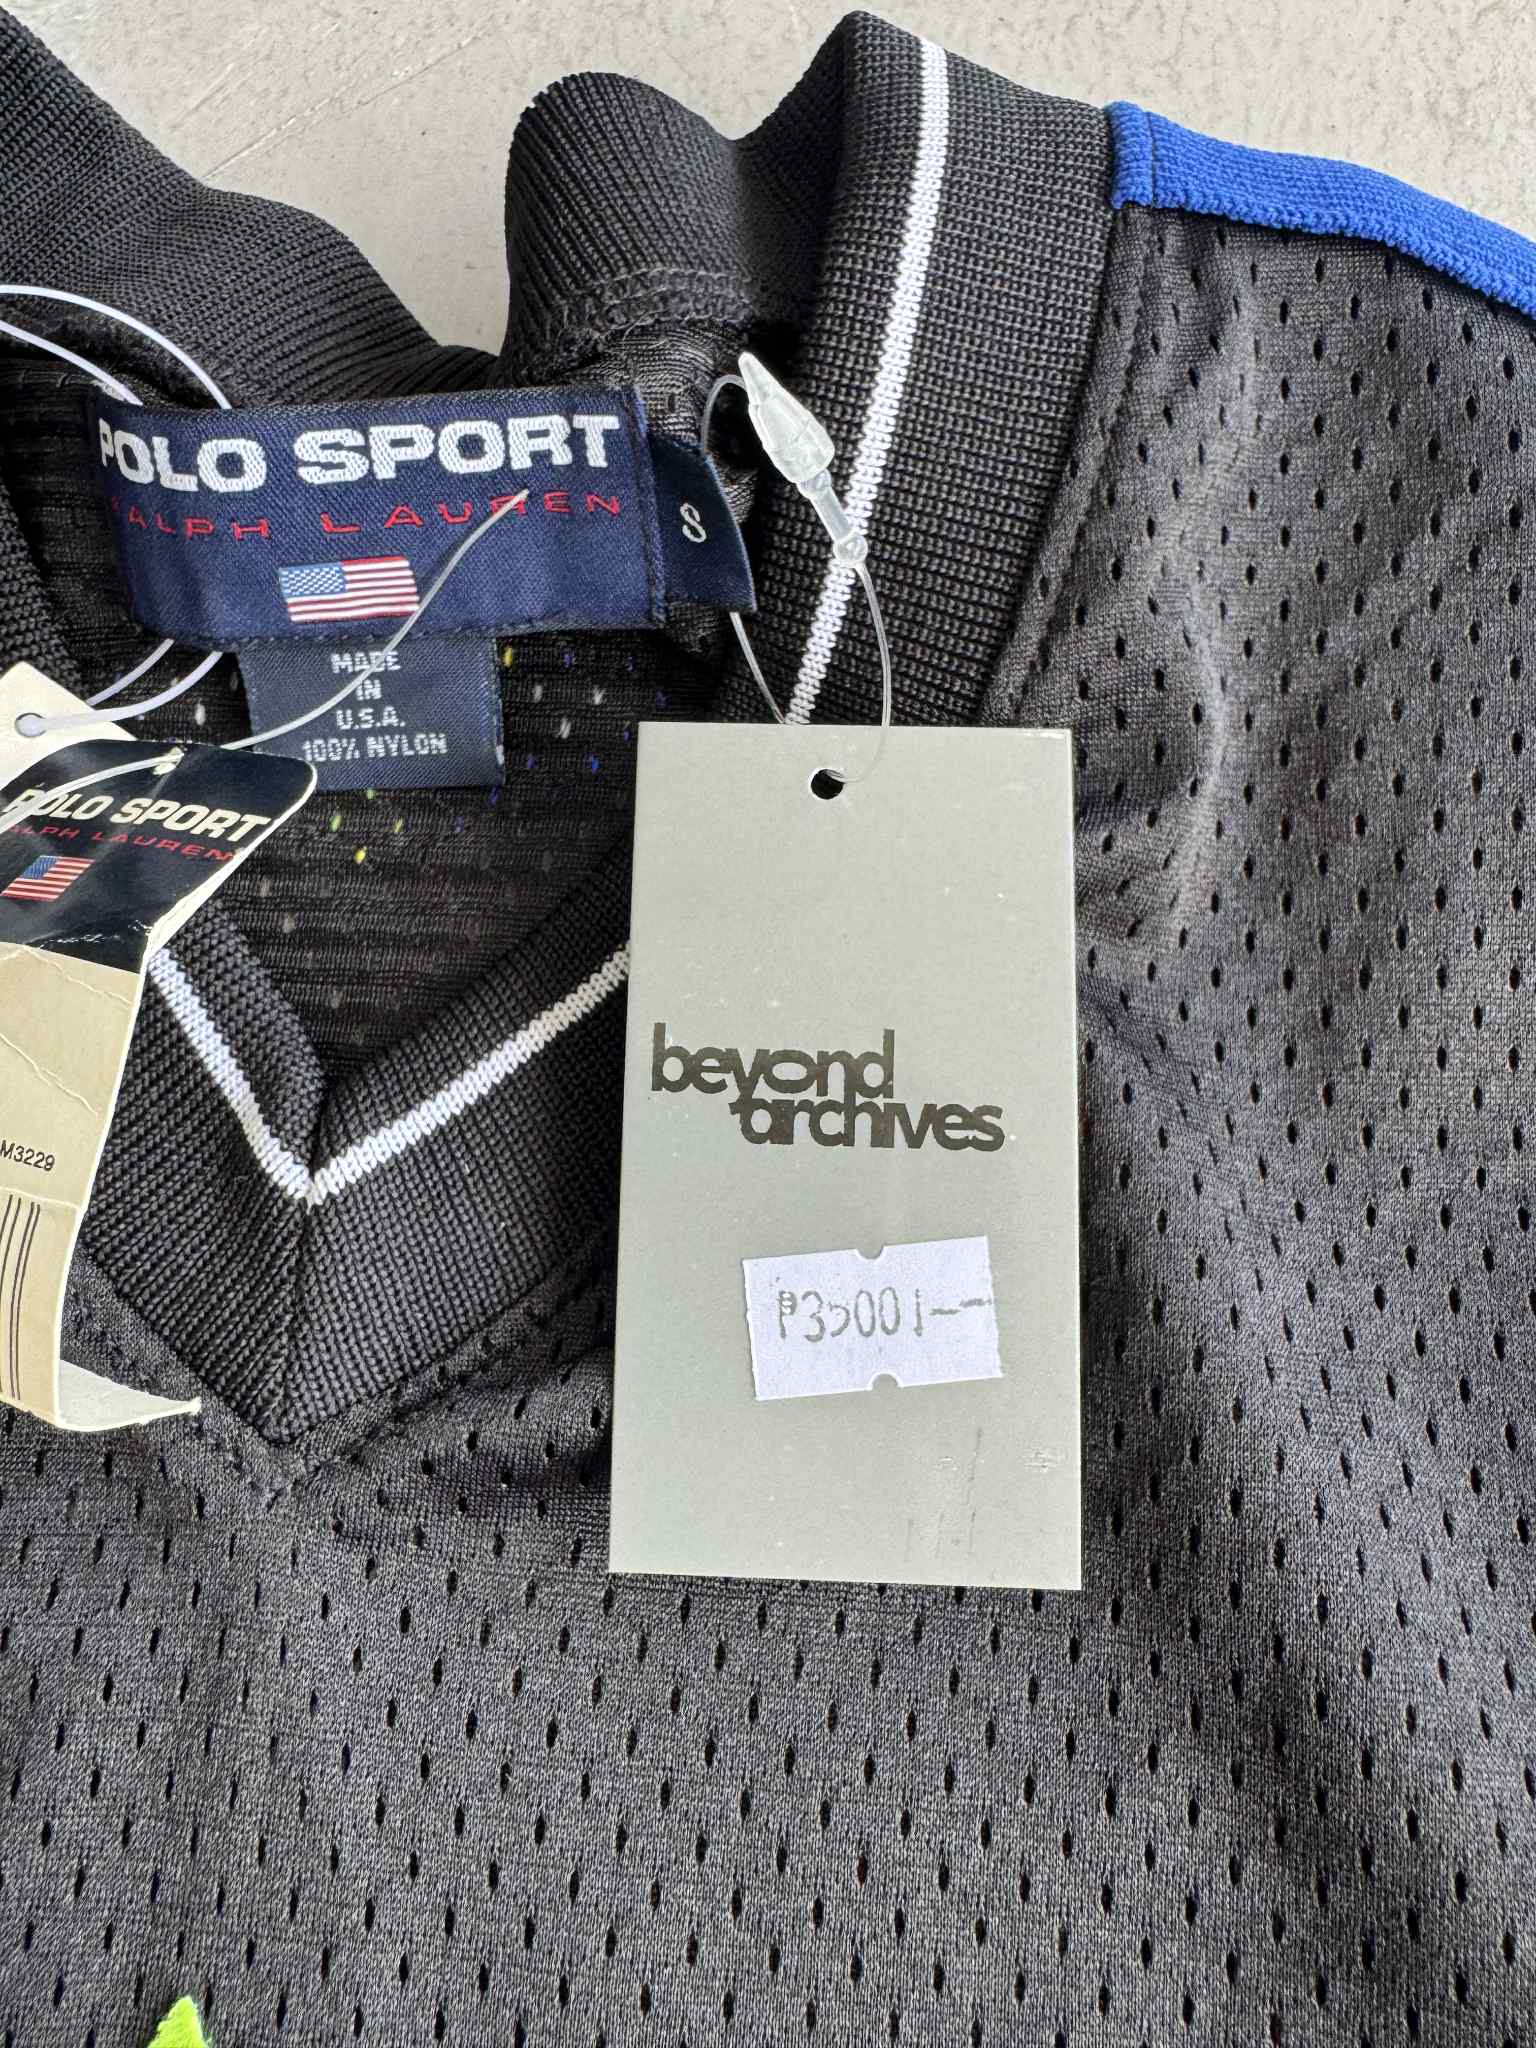 POLO SPORT
RALPH LAUREN
S
MADE
IN
U.S.A.
100% NYLON
POLO SPORT
RALPH LAUREN
M3229
beyond
archives
₱3500/-